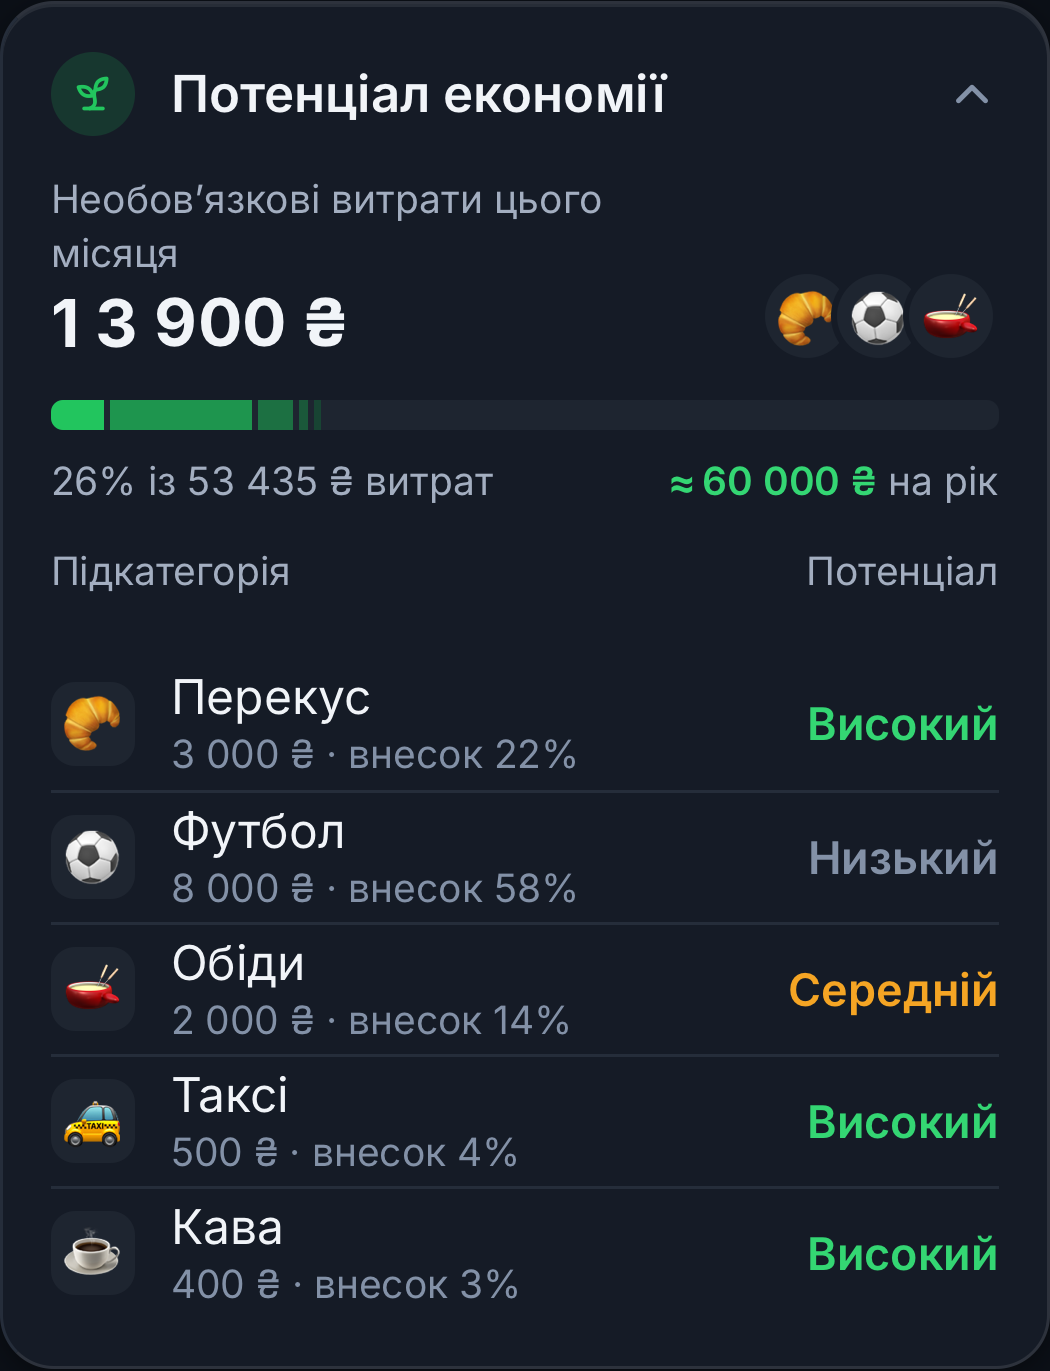 Потенціал економії
Необов’язкові витрати цього
місяця
13 900 ₴
26% із 53 435 ₴ витрат
≈ 60 000 ₴ на рік
Підкатегорія
Потенціал
Перекус
3 000 ₴ · внесок 22%
Високий
Футбол
8 000 ₴ · внесок 58%
Низький
Обіди
2 000 ₴ · внесок 14%
Середній
TAXI
Таксі
500 ₴ · внесок 4%
Високий
Кава
400 ₴ · внесок 3%
Високий